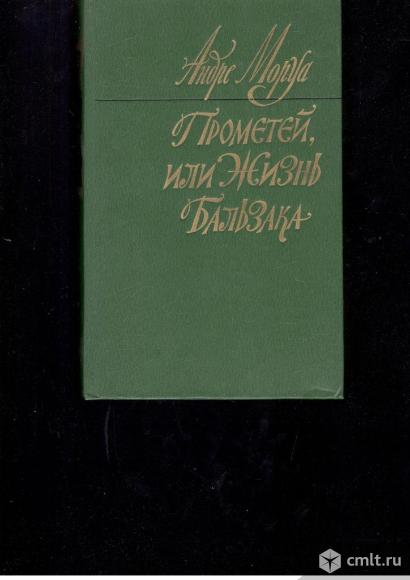 Андре Моруа
Прометей,
или Жизнь
Бальзака
cmlt.ru